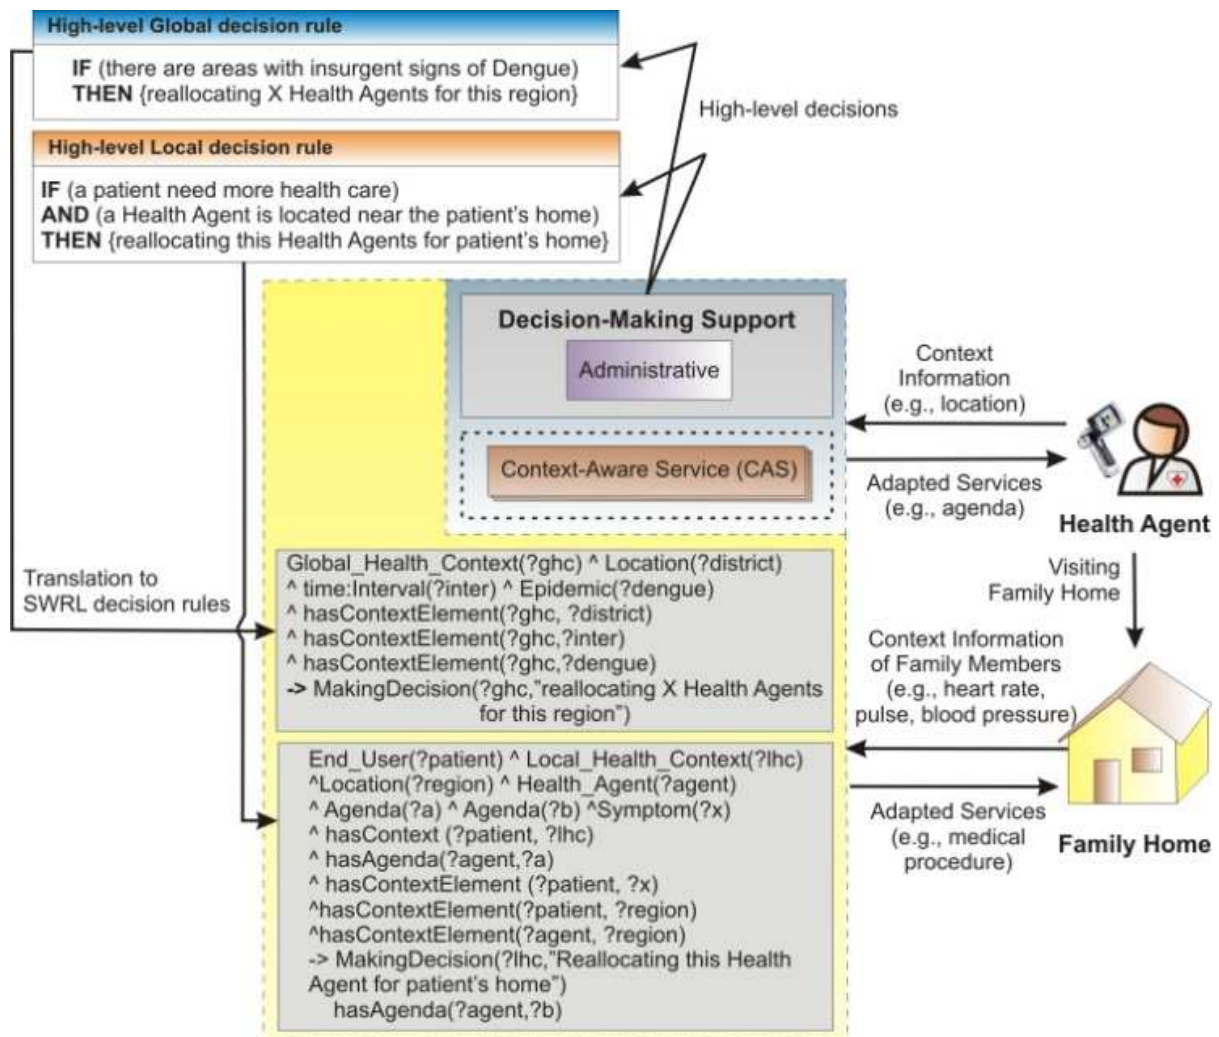 High-level Global decision rule
IF (there are areas with insurgent signs of Dengue)
THEN {reallocating X Health Agents for this region}
High-level Local decision rule
IF (a patient need more health care)
AND (a Health Agent is located near the patient's home)
THEN {reallocating this Health Agents for patient's home}
High-level decisions
Decision-Making Support
Administrative
Context-Aware Service (CAS)
Context
Information
(e.g., location)
Adapted Services
(e.g., agenda)
Health Agent
Visiting
Family Home
Translation to
SWRL decision rules
Global_Health_Context(?ghc) ^ Location(?district)
^ time:Interval(?inter) ^ Epidemic(?dengue)
^ hasContextElement(?ghc, ?district)
^ hasContextElement(?ghc,?inter)
^ hasContextElement(?ghc,?dengue)
-> MakingDecision(?ghc,"reallocating X Health Agents
for this region")
Context Information
of Family Members
(e.g., heart rate,
pulse, blood pressure)
End_User(?patient) ^ Local_Health_Context(?lhc)
^Location(?region) ^ Health_Agent(?agent)
^ Agenda(?a) ^ Agenda(?b) ^Symptom(?x)
^ hasContext (?patient, ?lhc)
^ hasAgenda(?agent,?a)
^ hasContextElement (?patient, ?x)
^hasContextElement(?patient, ?region)
^hasContextElement(?agent, ?region)
-> MakingDecision(?lhc,"Reallocating this Health
Agent for patient's home")
hasAgenda(?agent,?b)
Adapted Services
(e.g., medical
procedure)
Family Home